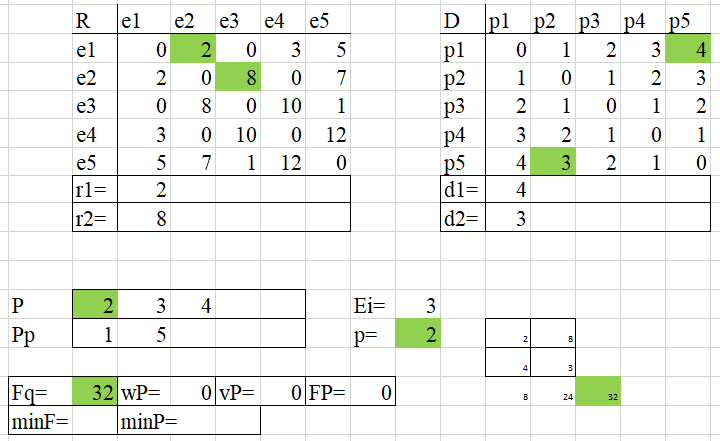 R e1 e2 e3 e4 e5 D p1 p2 p3 p4 p5
e1 0 2 0 3 5 p1 0 1 2 3 4
e2 2 0 8 0 7 p2 1 0 1 2 3
e3 0 8 0 10 1 p3 2 1 0 1 2
e4 3 0 10 0 12 p4 3 2 1 0 1
e5 5 7 1 12 0 p5 4 3 2 1 0
r1= 2 d1= 4
r2= 8 d2= 3
P 2 3 4 Ei= 3
Pp 1 5 p= 2 2 8
4 3
Fq= 32 wP= 0 vP= 0 FP= 0 8 24 32
minF= minP=